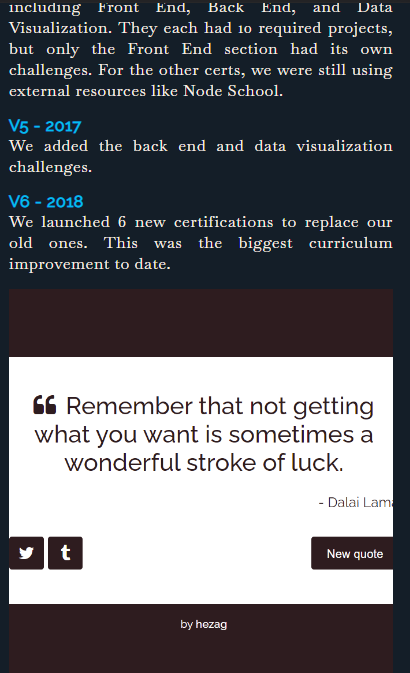 including Front End, Back End, and Data
Visualization. They each had 10 required projects,
but only the Front End section had its own
challenges. For the other certs, we were still using
external resources like Node School.
V5 - 2017
We added the back end and data visualization
challenges.
V6 - 2018
We launched 6 new certifications to replace our
old ones. This was the biggest curriculum
improvement to date.
“ Remember that not getting
what you want is sometimes a
wonderful stroke of luck.
- Dalai Lama
New quote
by hezag